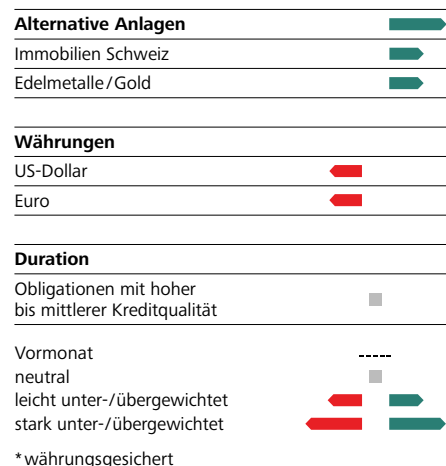 Alternative Anlagen
Immobilien Schweiz
Edelmetalle/Gold
Währungen
US-Dollar
Euro
Duration
Obligationen mit hoher
bis mittlerer Kreditqualität
Vormonat
neutral
leicht unter-/übergewichtet
stark unter-/übergewichtet
*währungsgesichert